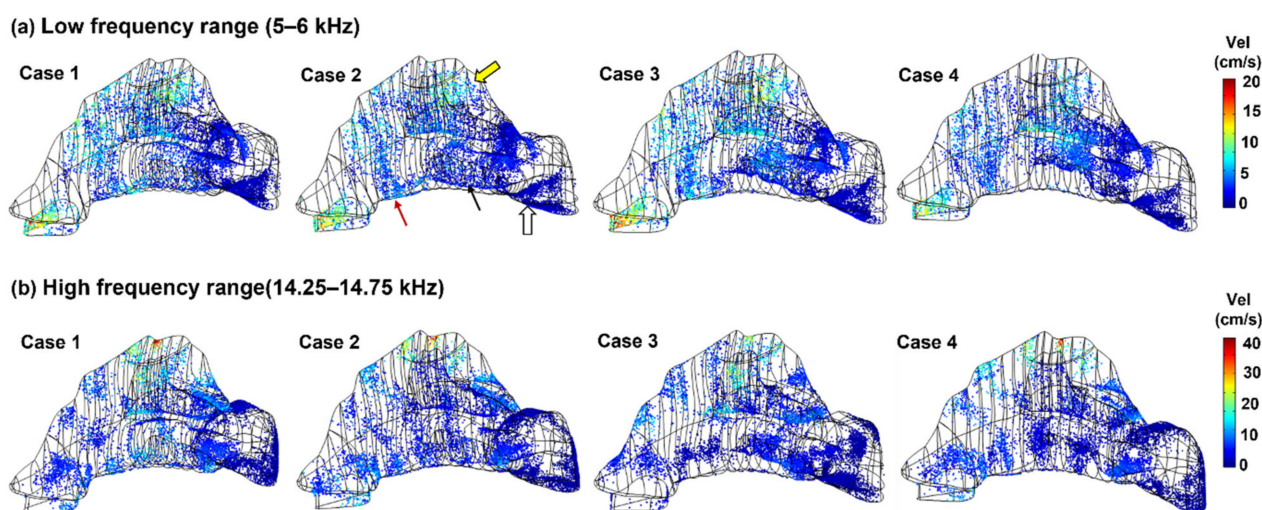 (a) Low frequency range (5–6 kHz)
Case 1
Case 2
Case 3
Case 4
Vel
(cm/s)
20
15
10
5
0
(b) High frequency range(14.25–14.75 kHz)
Case 1
Case 2
Case 3
Case 4
Vel
(cm/s)
40
30
20
10
0